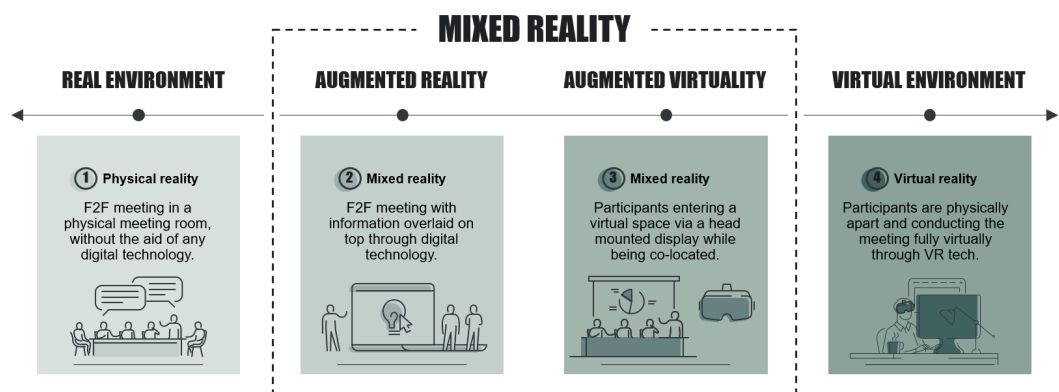 MIXED REALITY
REAL ENVIRONMENT
AUGMENTED REALITY
AUGMENTED VIRTUALITY
VIRTUAL ENVIRONMENT
1 Physical reality
F2F meeting in a
physical meeting room,
without the aid of any
digital technology.
2 Mixed reality
F2F meeting with
information overlaid on
top through digital
technology.
3 Mixed reality
Participants entering a
virtual space via a head
mounted display while
being co-located.
4 Virtual reality
Participants are physically
apart and conducting the
meeting fully virtually
through VR tech.